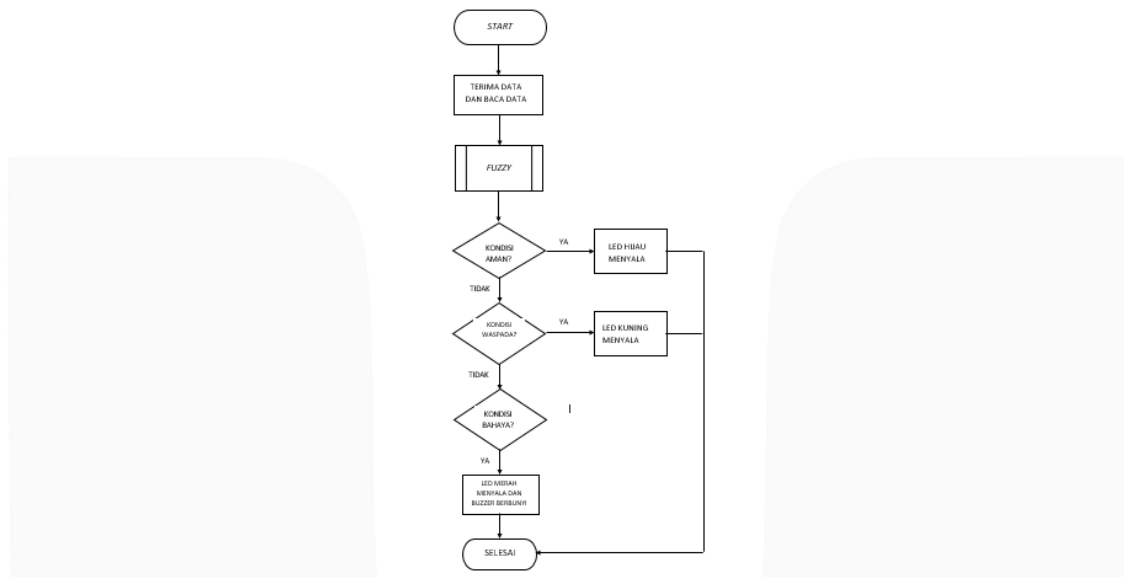 START
TERIMA DATA
DAN BACA DATA
FUZZY
KONDISI
AMAN?
YA
LED HIJAU
MENYALA
TIDAK
KONDISI
WASPADA?
YA
LED KUNING
MENYALA
TIDAK
KONDISI
BAHAYA?
YA
LED MERAH
MENYALA DAN
BUZZER BERBUNYI
SELESAI